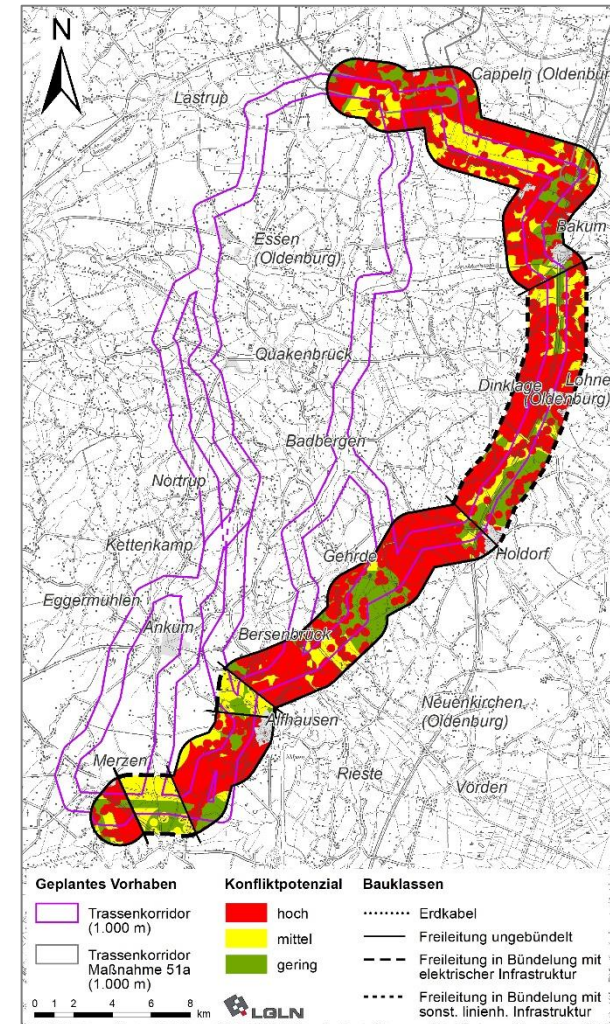 N
Cappeln (Oldenbur
Lastrup
Bakum
Essen
(Oldenburg)
Quakenbrück
Dinklage
Lohne
(Oldenburg)
Badbergen
Nortrup
Kettenkamp
Gehrde
Holdorf
Eggermühlen
Ankum
Bersenbrück
Neuenkirchen
(Oldenburg)
Alfhausen
Merzen
Rieste
Vörden
Geplantes Vorhaben
Trassenkorridor
(1.000 m)
Trassenkorridor
Maßnahme 51a
(1.000 m)
0 1 2 4 6 8 km
Konfliktpotenzial
hoch
mittel
gering
LGLN
Bauklassen
Erdkabel
Freileitung ungebündelt
Freileitung in Bündelung mit
elektrischer Infrastruktur
Freileitung in Bündelung mit
sonst. linienh. Infrastruktur